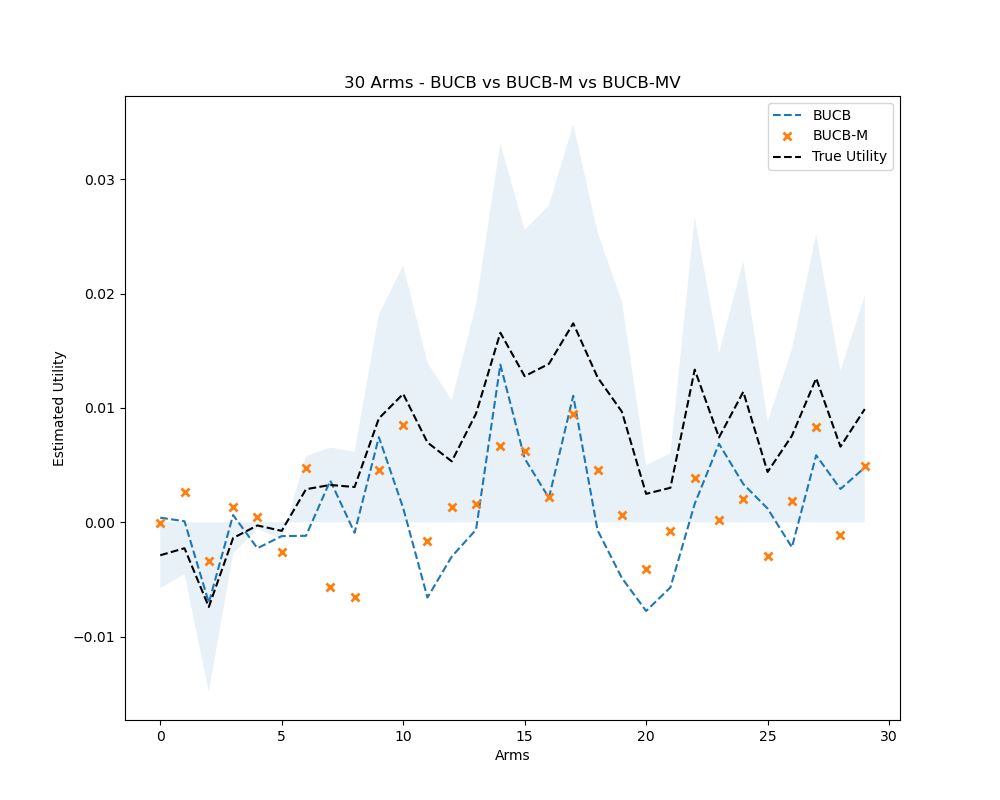 30 Arms - BUCB vs BUCB-M vs BUCB-MV
BUCB
BUCB-M
True Utility
0.03
0.02
0.01
0.00
−0.01
Estimated Utility
0
5
10
15
20
25
30
Arms